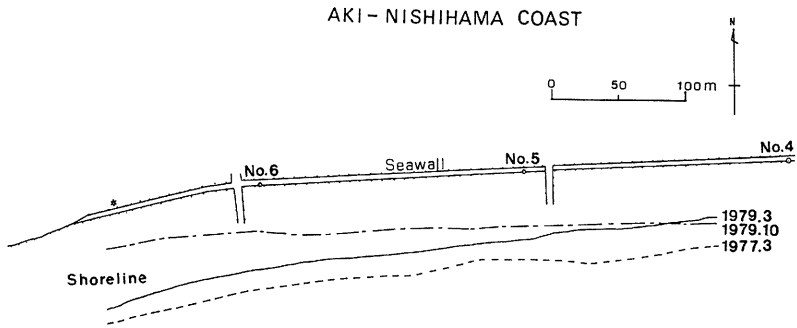 AKI-NISHIHAMA COAST
N
0 50 100m
No.4
No.5
Seawall
No.6
*
1979.3
1979.10
1977.3
Shoreline